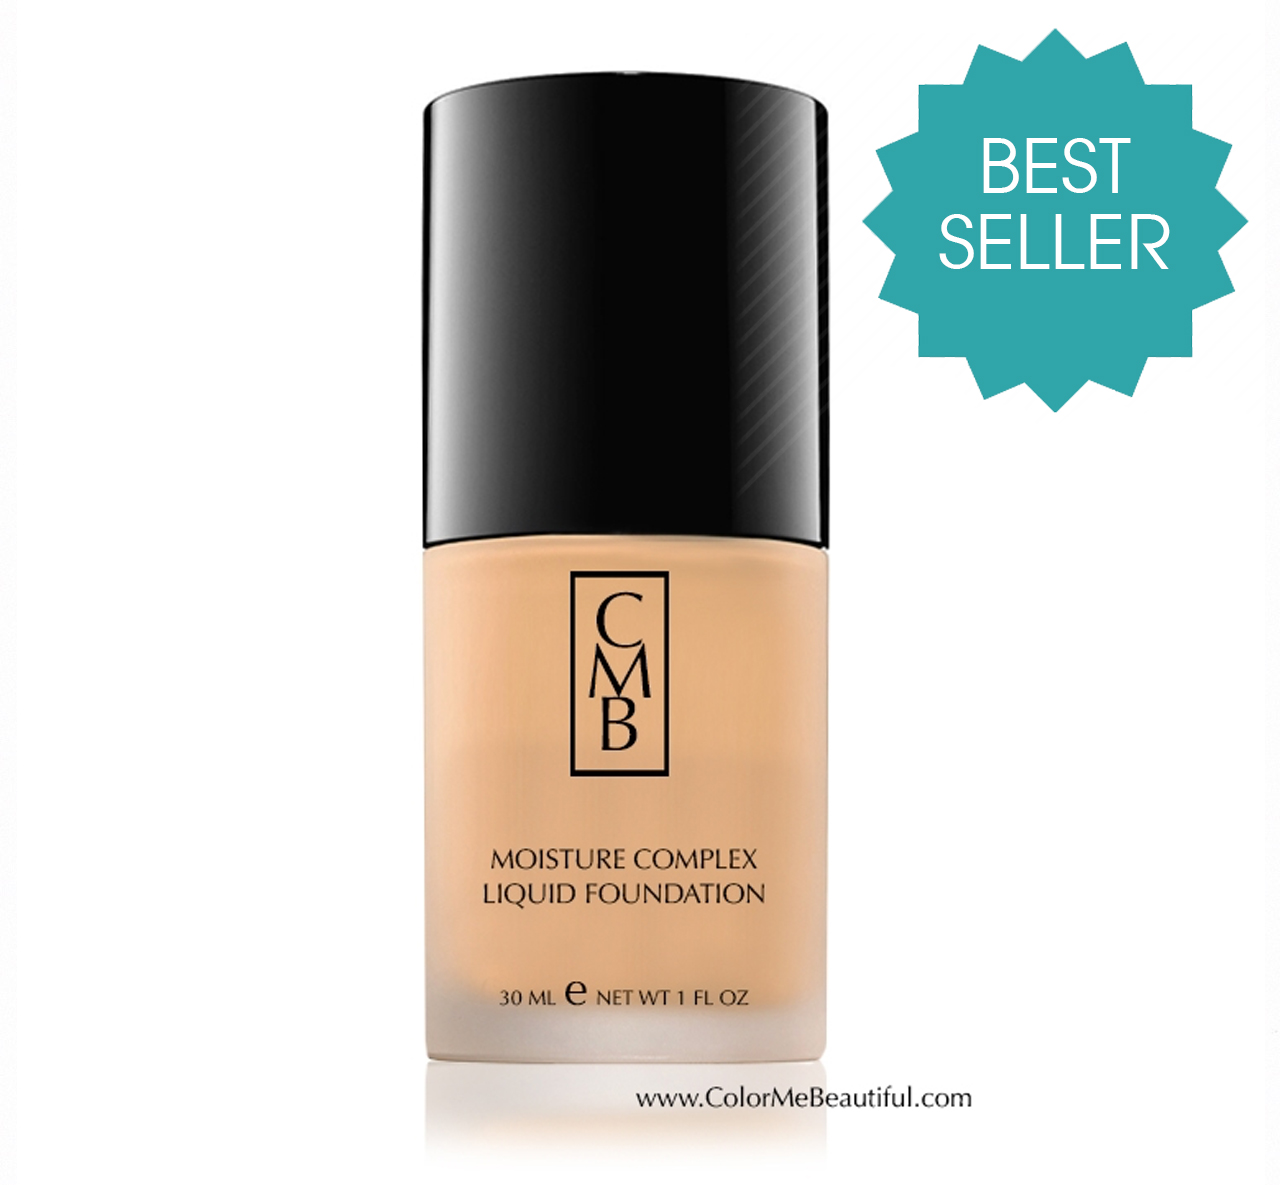 BEST
SELLER
C
M
B
MOISTURE COMPLEX
LIQUID FOUNDATION
30 ML e NET WT 1 FL OZ
www.ColorMeBeautiful.com